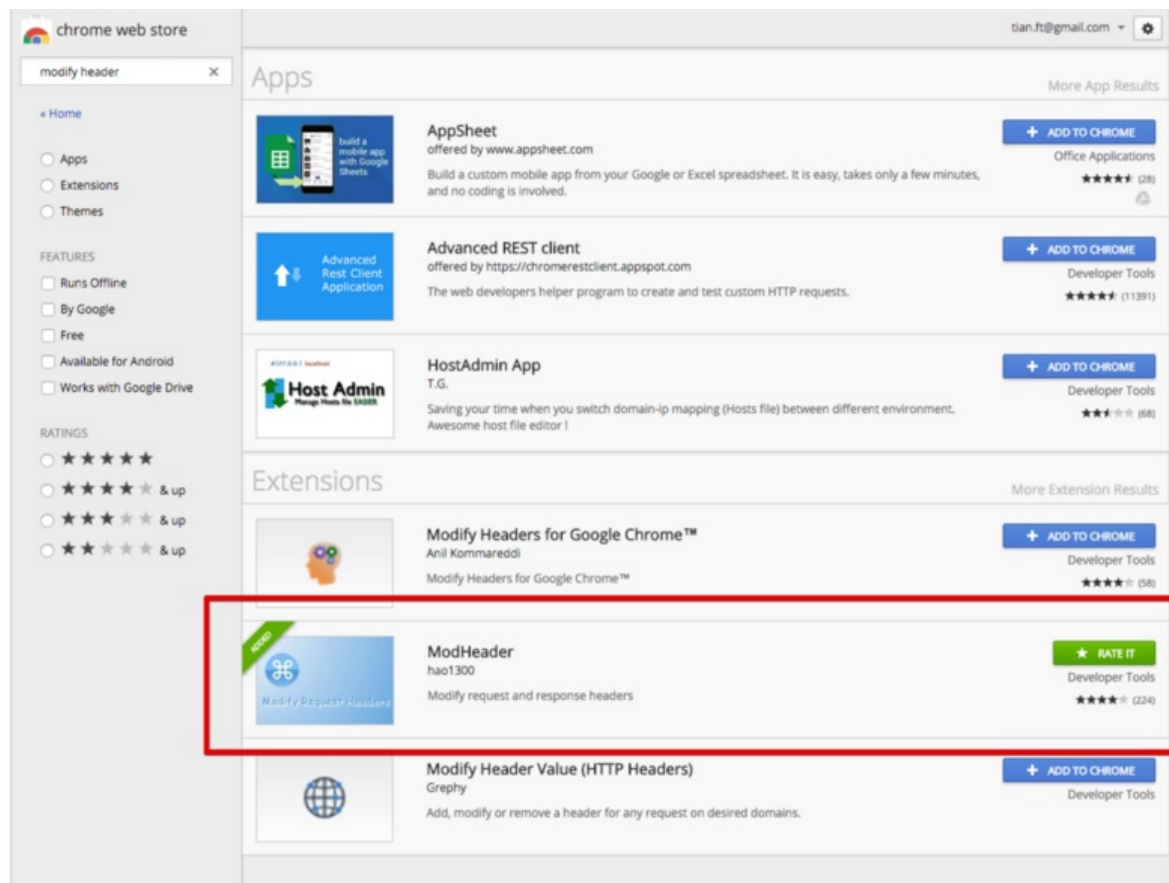 chrome web store
tian.ft@gmail.com
modify header
« Home
Apps
Extensions
Themes
FEATURES
Runs Offline
By Google
Free
Available for Android
Works with Google Drive
RATINGS
& up
& up
& up
Apps
More App Results
build a
mobile app
with Google
Sheets
AppSheet
offered by www.appsheet.com
Build a custom mobile app from your Google or Excel spreadsheet. It is easy, takes only a few minutes,
and no coding is involved.
ADD TO CHROME
Office Applications
(28)
Advanced
Rest Client
Application
Advanced REST client
offered by https://chromerestclient.appspot.com
The web developers helper program to create and test custom HTTP requests.
ADD TO CHROME
Developer Tools
(11391)
localhost
Host Admin
Manage Hosts file EASIER
HostAdmin App
T.G.
Saving your time when you switch domain-ip mapping (Hosts file) between different environment.
Awesome host file editor !
ADD TO CHROME
Developer Tools
(68)
Extensions
More Extension Results
Modify Headers for Google Chrome™
Anil Kommareddi
Modify Headers for Google Chrome™
ADD TO CHROME
Developer Tools
(58)
ADDED
Modify Request Headers
ModHeader
hao1300
Modify request and response headers
RATE IT
Developer Tools
(224)
Modify Header Value (HTTP Headers)
Grephy
Add, modify or remove a header for any request on desired domains.
ADD TO CHROME
Developer Tools